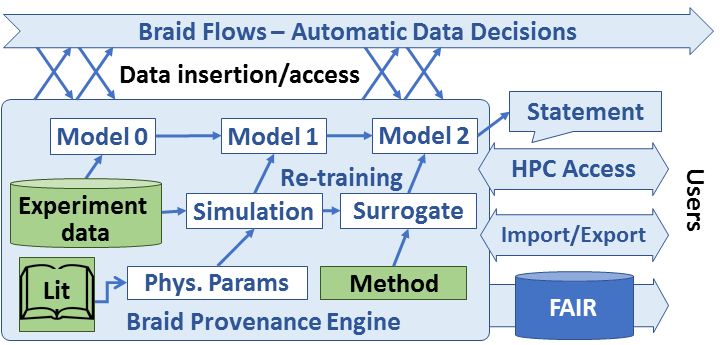 Braid Flows – Automatic Data Decisions
Data insertion/access
Model 0
Model 1
Model 2
Statement
Re-training
HPC Access
Users
Experiment
data
Simulation
Surrogate
Import/Export
Lit
Phys. Params
Method
FAIR
Braid Provenance Engine